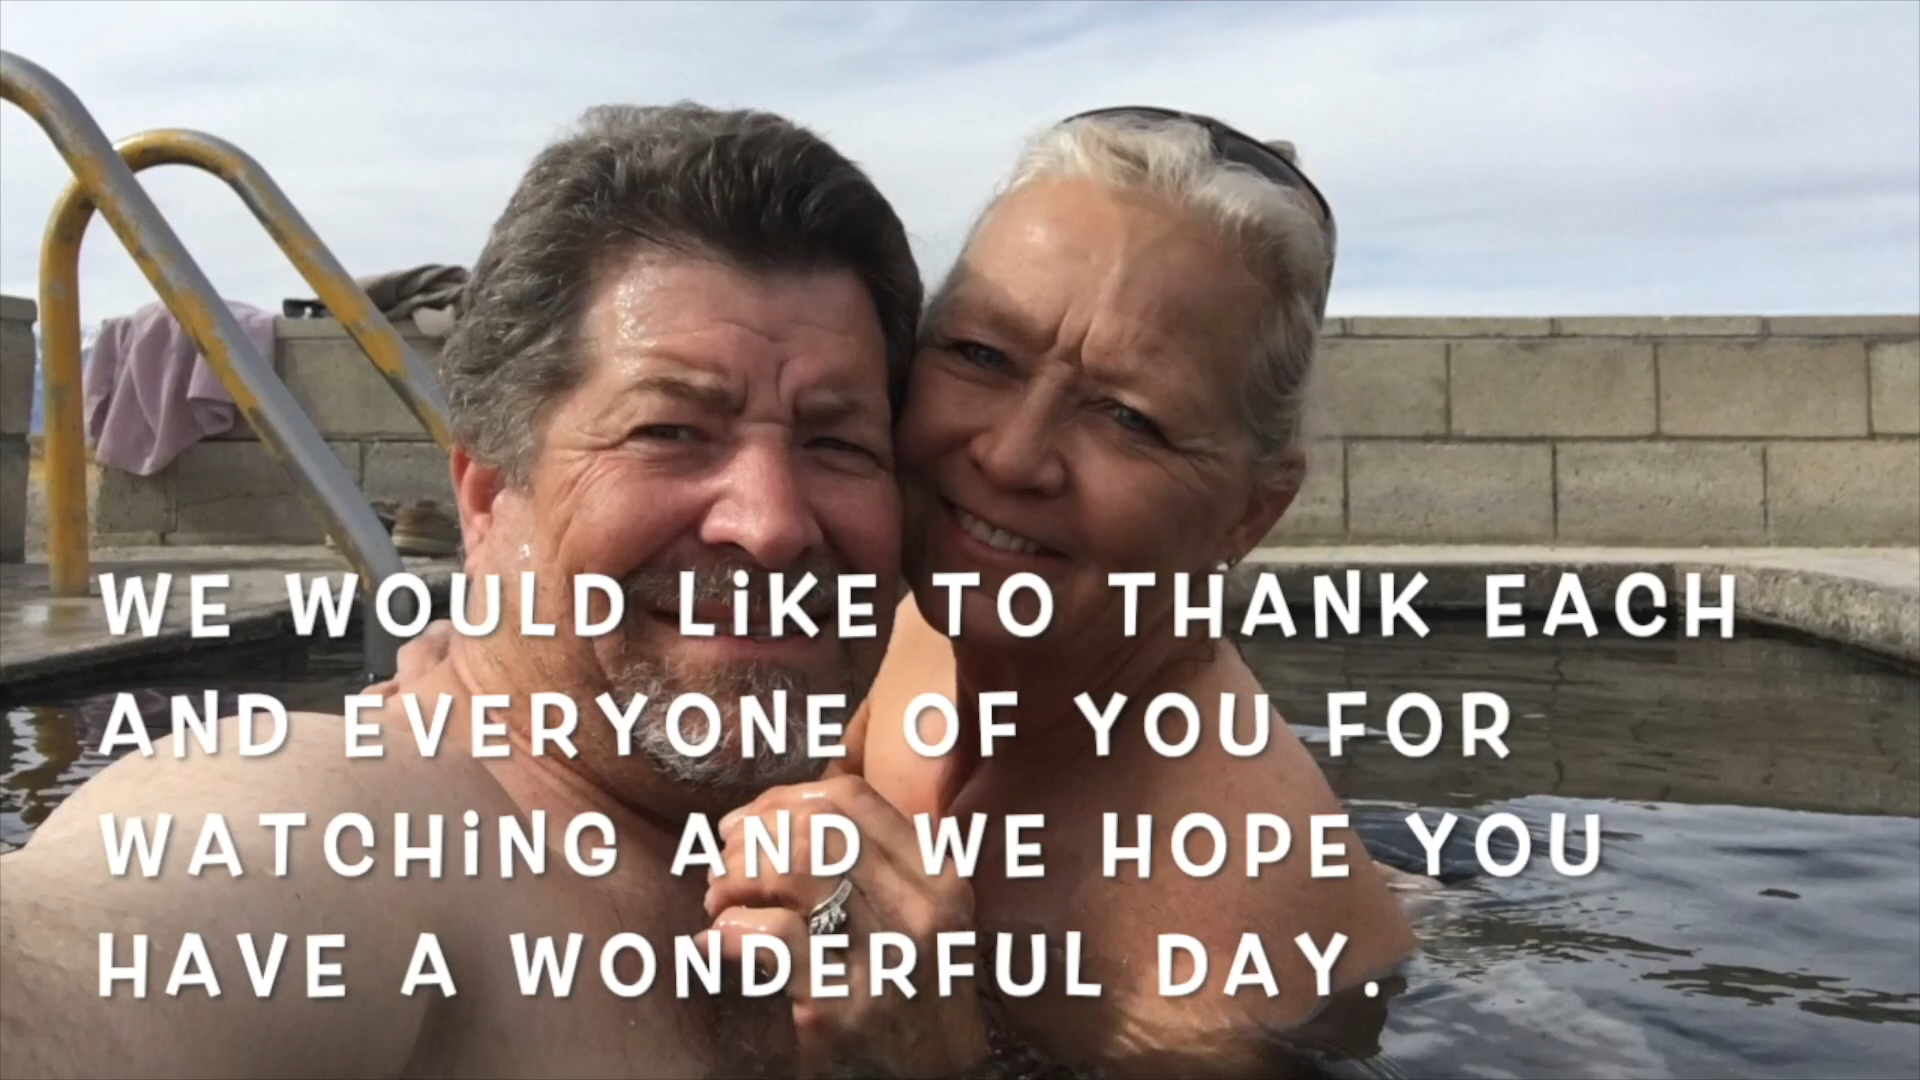 WE WOULD LiKE TO THANK EACH
AND EVERYONE OF YOU FOR
WATCHiNG AND WE HOPE YOU
HAVE A WONDERFUL DAY.